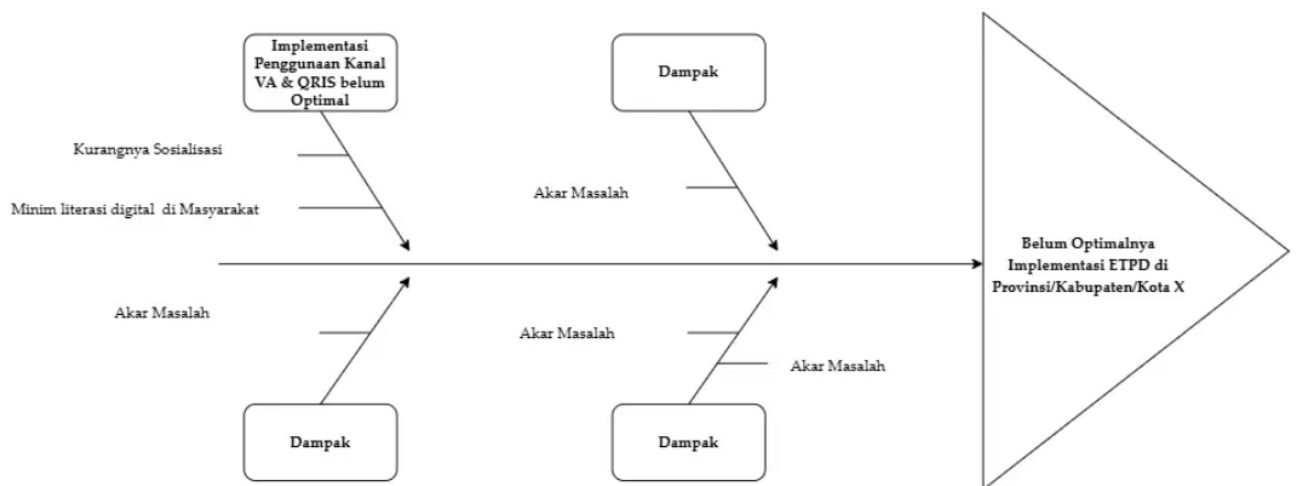 Implementasi
Penggunaan Kanal
VA & QRIS belum
Optimal
Dampak
Kurangnya Sosialisasi
Minim literasi digital di Masyarakat
Akar Masalah
Belum Optimalnya
Implementasi ETPD di
Provinsi/Kabupaten/Kota X
Akar Masalah
Akar Masalah
Akar Masalah
Dampak
Dampak